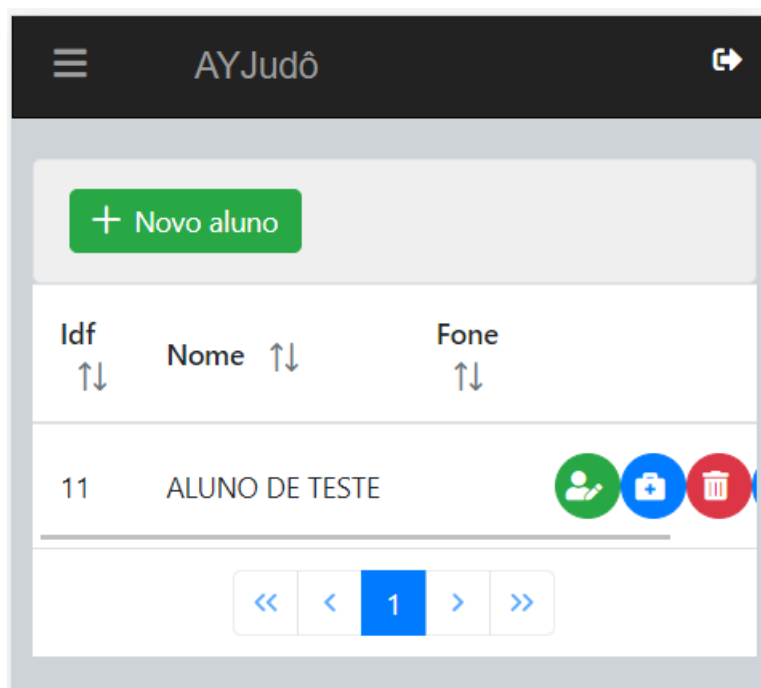 AYJudô
Novo aluno
Idf
Nome
Fone
11
ALUNO DE TESTE
1